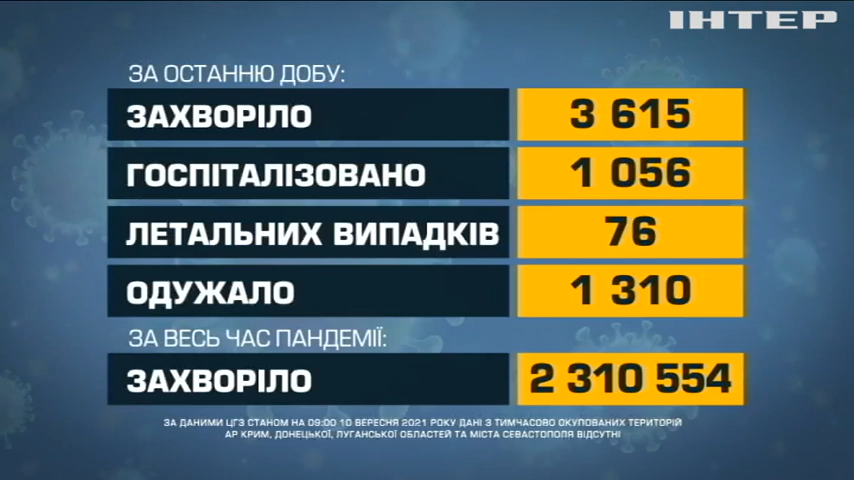 ІНТЕР
ЗА ОСТАННЮ ДОБУ:
ЗАХВОРІЛО 3 615
ГОСПІТАЛІЗОВАНО 1 056
ЛЕТАЛЬНИХ ВИПАДКІВ 76
ОДУЖАЛО 1 310
ЗА ВЕСЬ ЧАС ПАНДЕМІЇ:
ЗАХВОРІЛО 2 310 554
ЗА ДАНИМИ ЦГЗ СТАНОМ НА 09:00 10 ВЕРЕСНЯ 2021 РОКУ ДАНІ З ТИМЧАСОВО ОКУПОВАНИХ ТЕРИТОРІЙ
АР КРИМ, ДОНЕЦЬКОЇ, ЛУГАНСЬКОЇ ОБЛАСТЕЙ ТА МІСТА СЕВАСТОПОЛЯ ВІДСУТНІ